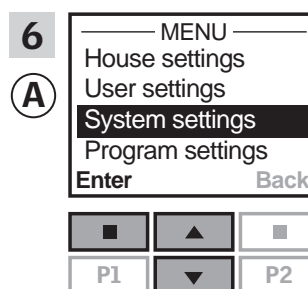 6
A
MENU
House settings
User settings
System settings
Program settings
Enter Back
P1 P2